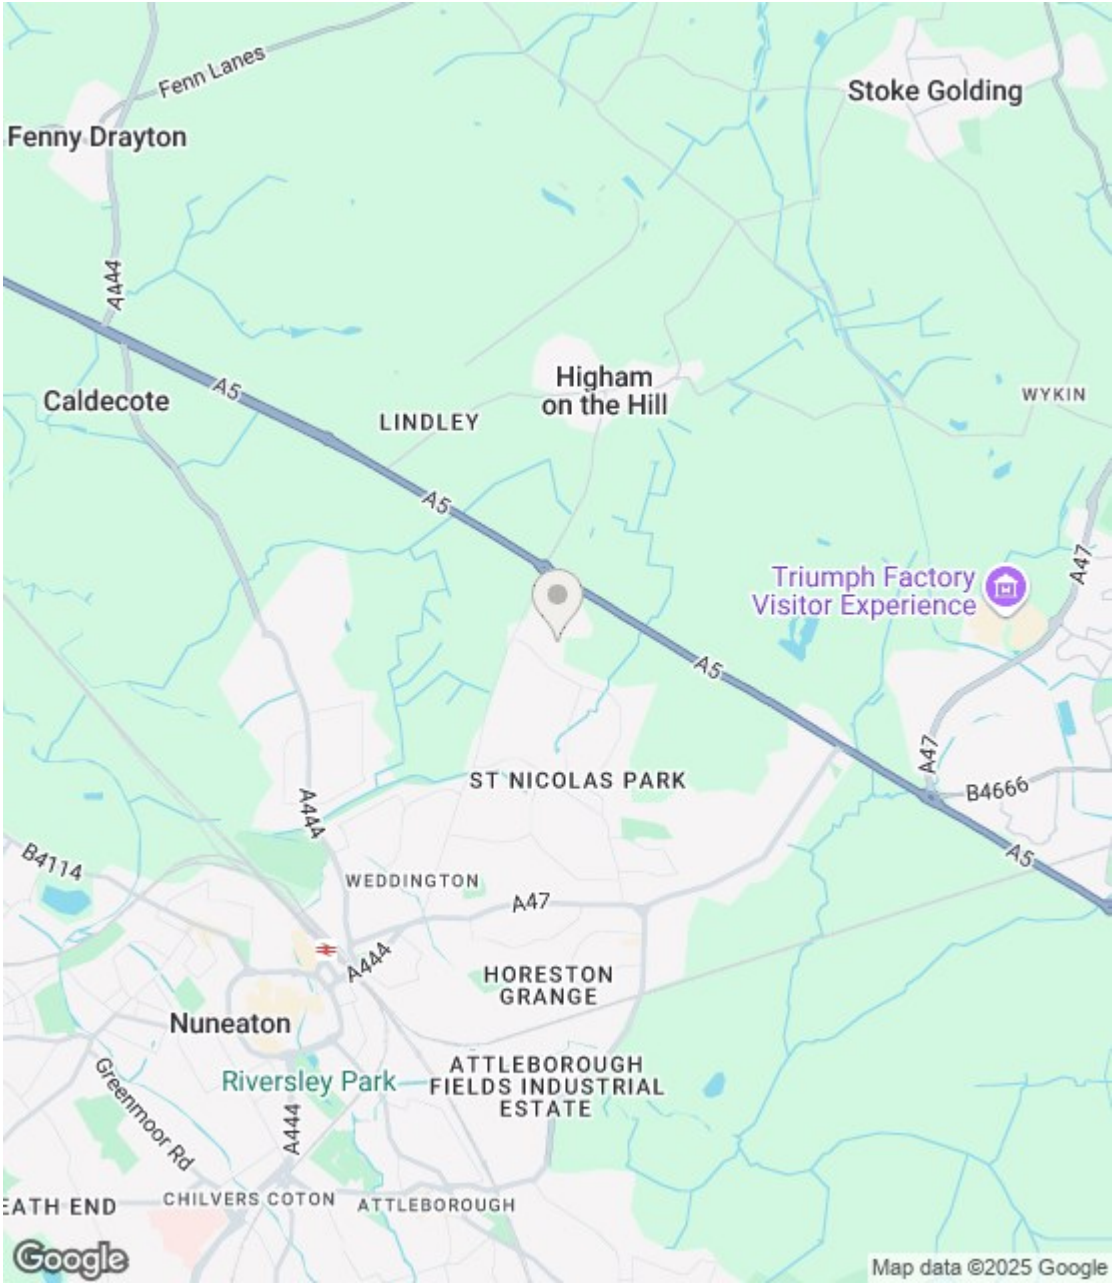 Fenn Lanes
Stoke Golding
Fenny Drayton
A444
Higham
on the Hill
A5
Caldecote
WYKIN
LINDLEY
A5
A47
Triumph Factory
Visitor Experience
A5
A47
ST NICOLAS PARK
B4666
A444
A5
B4114
WEDDINGTON
A47
A444
HORESTON
GRANGE
Nuneaton
ATTLEBOROUGH
FIELDS INDUSTRIAL
ESTATE
Riversley Park
Greenmoor Rd
A444
EATH END
CHILVERS COTON
ATTLEBOROUGH
Google
Map data ©2025 Google